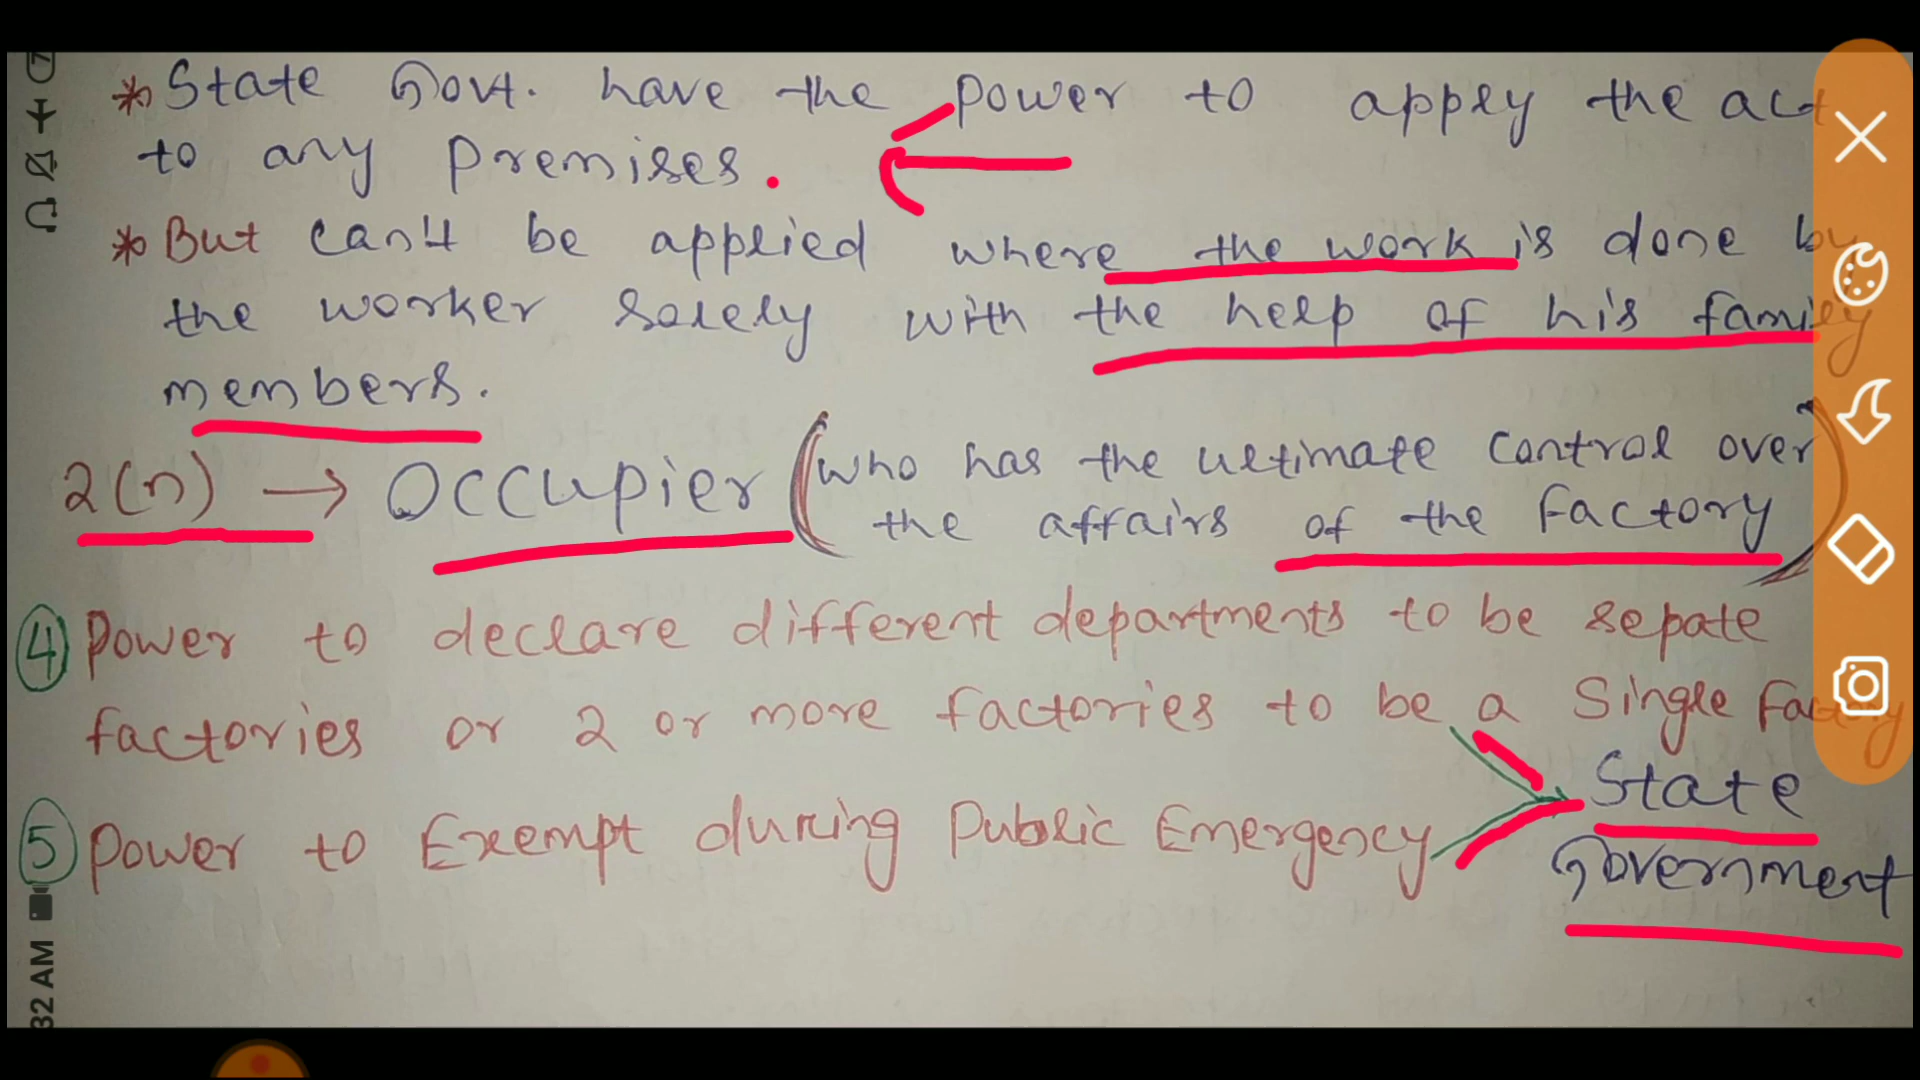 * State Govt. have the power to apply the act
to any Premises.
* But can't be applied where the work is done by
the worker solely with the help of his family
members.
2(n) → Occupier (who has the ultimate control over
the affairs of the Factory)
4 Power to declare different departments to be sepate
factories or 2 or more factories to be a Single Factory
State
5 Power to Exempt during Public Emergency
Government
32 AM